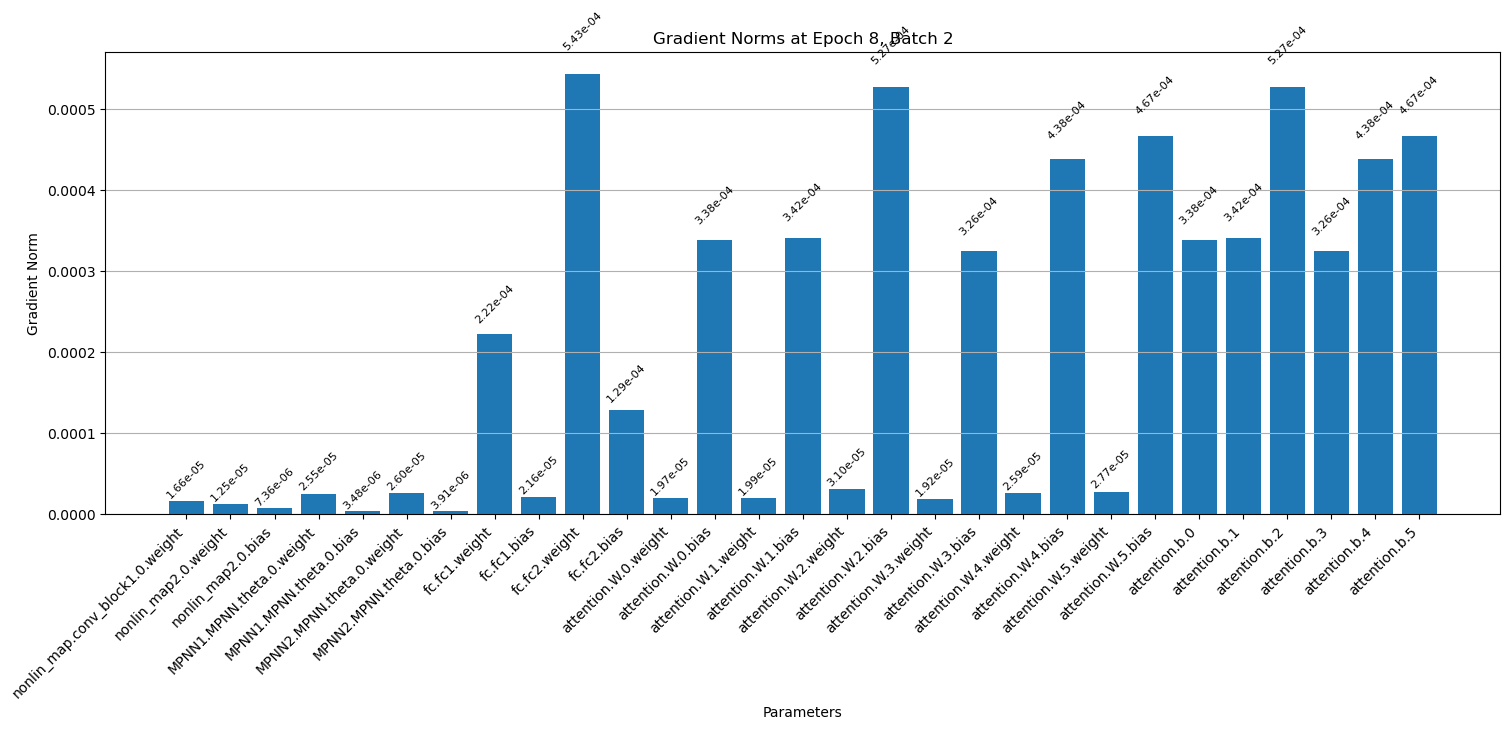 Gradient Norms at Epoch 8, Batch 2
Gradient Norm
0.0005
0.0004
0.0003
0.0002
0.0001
0.0000
1.66e-05
1.25e-05
7.36e-06
2.55e-05
3.48e-06
2.60e-05
3.91e-06
2.22e-04
2.16e-05
5.43e-04
1.29e-04
1.97e-05
3.38e-04
1.99e-05
3.42e-04
3.10e-05
5.27e-04
1.92e-05
3.26e-04
2.59e-05
4.38e-04
2.77e-05
4.67e-04
3.38e-04
3.42e-04
5.27e-04
3.26e-04
4.38e-04
4.67e-04
nonlin_map.conv_block1.0.weight
nonlin_map2.0.weight
nonlin_map2.0.bias
MPNN1.MPNN.theta.0.weight
MPNN1.MPNN.theta.0.bias
MPNN2.MPNN.theta.0.weight
MPNN2.MPNN.theta.0.bias
fc.fc1.weight
fc.fc1.bias
fc.fc2.weight
fc.fc2.bias
attention.W.0.weight
attention.W.0.bias
attention.W.1.weight
attention.W.1.bias
attention.W.2.weight
attention.W.2.bias
attention.W.3.weight
attention.W.3.bias
attention.W.4.weight
attention.W.4.bias
attention.W.5.weight
attention.W.5.bias
attention.b.0
attention.b.1
attention.b.2
attention.b.3
attention.b.4
attention.b.5
Parameters